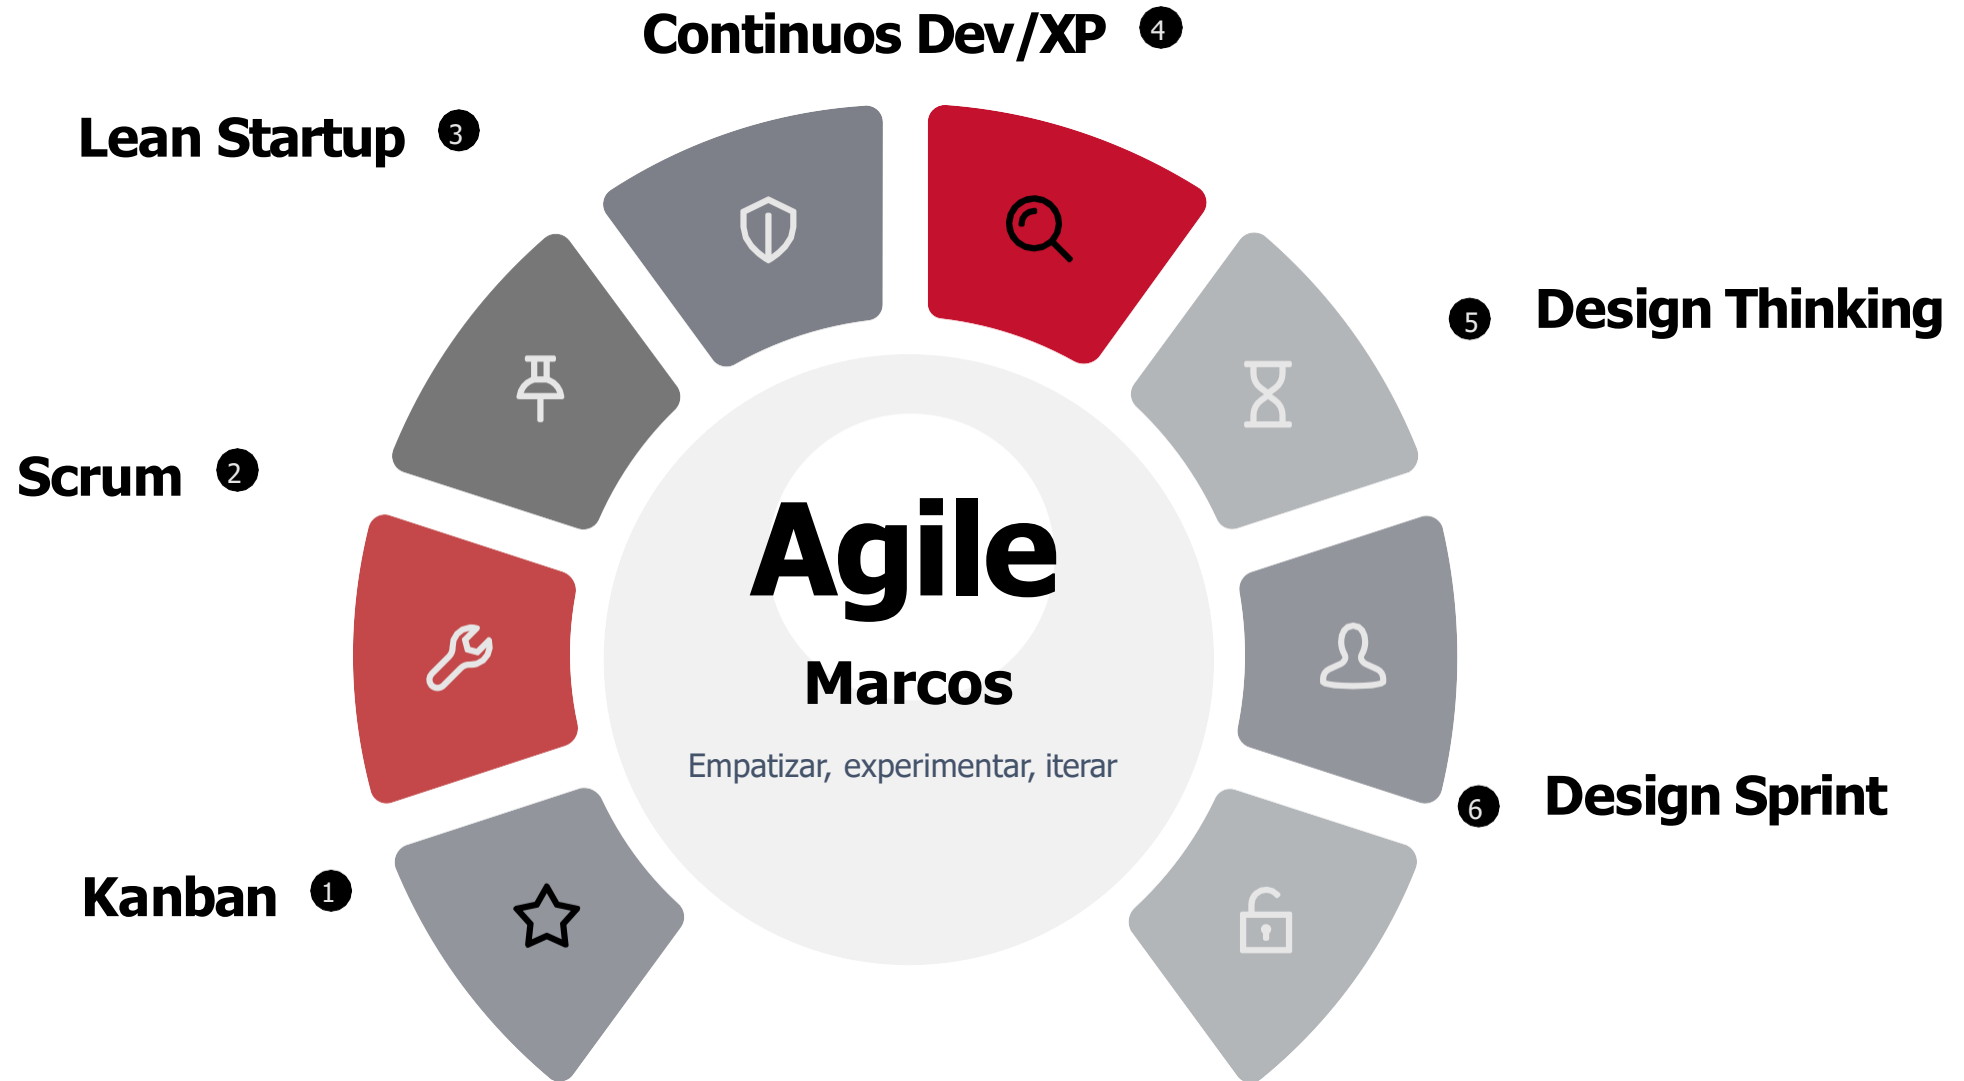 Continuos Dev/XP 4
Lean Startup 3
5 Design Thinking
Scrum 2
Agile
Marcos
Empatizar, experimentar, iterar
6 Design Sprint
Kanban 1